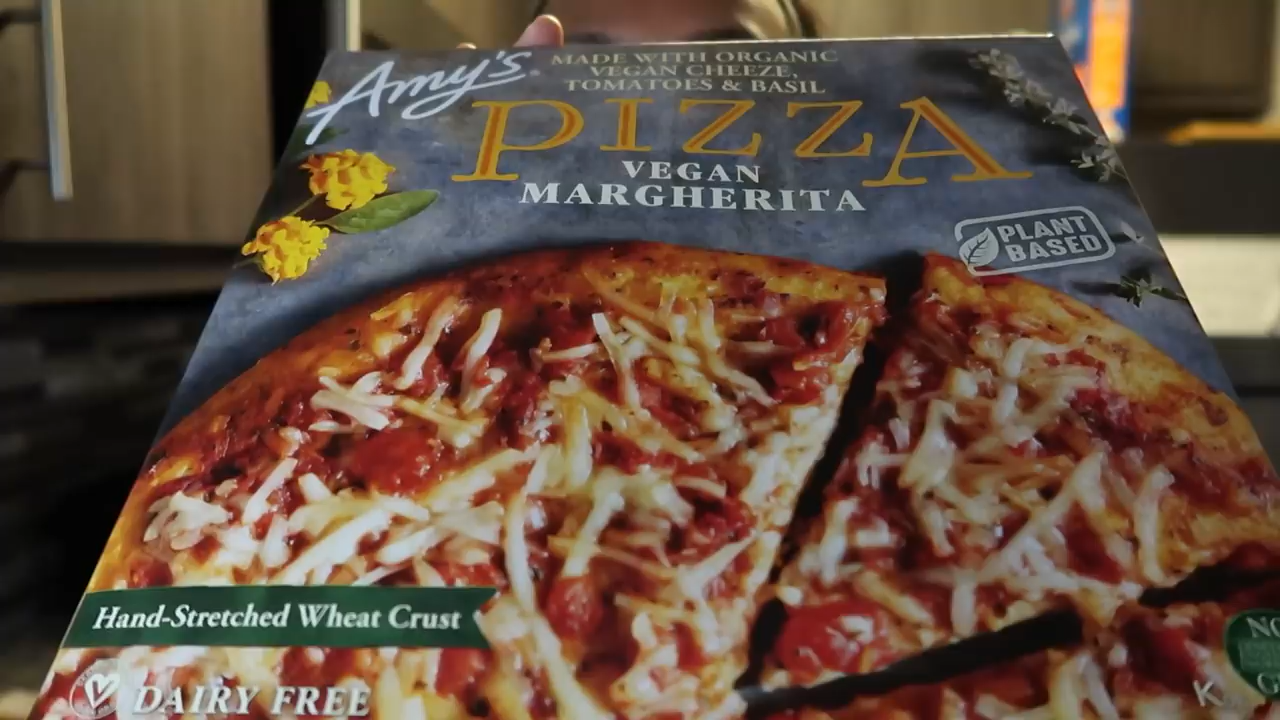 Amy's
MADE WITH ORGANIC
VEGAN CHEEZE,
TOMATOES & BASIL
PIZZA
VEGAN
MARGHERITA
PLANT
BASED
Hand-Stretched Wheat Crust
DAIRY FREE
K